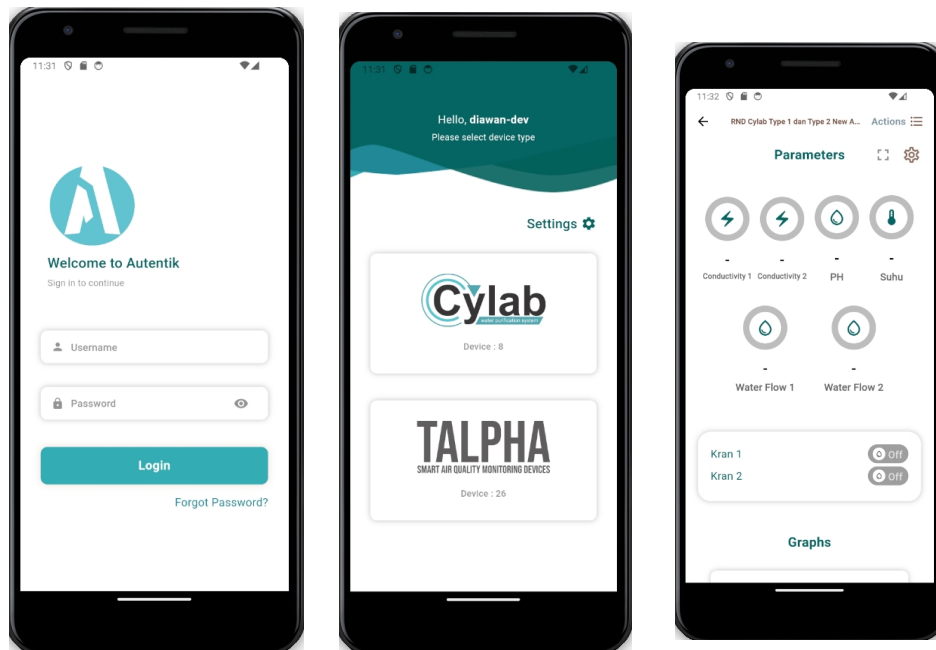 11:31
Welcome to Autentik
Sign in to continue
Username
Password
Login
Forgot Password?
11:31
Hello, diawan-dev
Please select device type
Settings
Cylab
water purification system
Device : 8
TALPHA
SMART AIR QUALITY MONITORING DEVICES
Device : 26
11:32
RND Cylab Type 1 dan Type 2 New A... Actions
Parameters
- - - -
Conductivity 1 Conductivity 2 PH Suhu
- -
Water Flow 1 Water Flow 2
Kran 1 Off
Kran 2 Off
Graphs